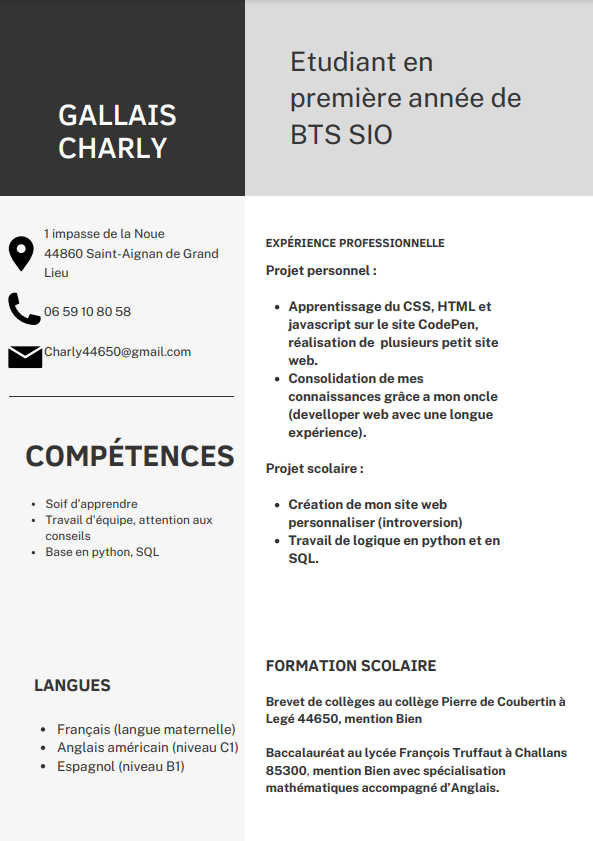 GALLAIS
CHARLY
Etudiant en
première année de
BTS SIO
1 impasse de la Noue
44860 Saint-Aignan de Grand
Lieu
06 59 10 80 58
Charly44650@gmail.com
COMPÉTENCES
• Soif d'apprendre
• Travail d'équipe, attention aux
conseils
• Base en python, SQL
LANGUES
• Français (langue maternelle)
• Anglais américain (niveau C1)
• Espagnol (niveau B1)
EXPÉRIENCE PROFESSIONNELLE
Projet personnel :
• Apprentissage du CSS, HTML et
javascript sur le site CodePen,
réalisation de plusieurs petit site
web.
• Consolidation de mes
connaissances grâce a mon oncle
(develloper web avec une longue
expérience).
Projet scolaire :
• Création de mon site web
personnaliser (introversion)
• Travail de logique en python et en
SQL.
FORMATION SCOLAIRE
Brevet de collèges au collège Pierre de Coubertin à
Legé 44650, mention Bien
Baccalauréat au lycée François Truffaut à Challans
85300, mention Bien avec spécialisation
mathématiques accompagné d'Anglais.